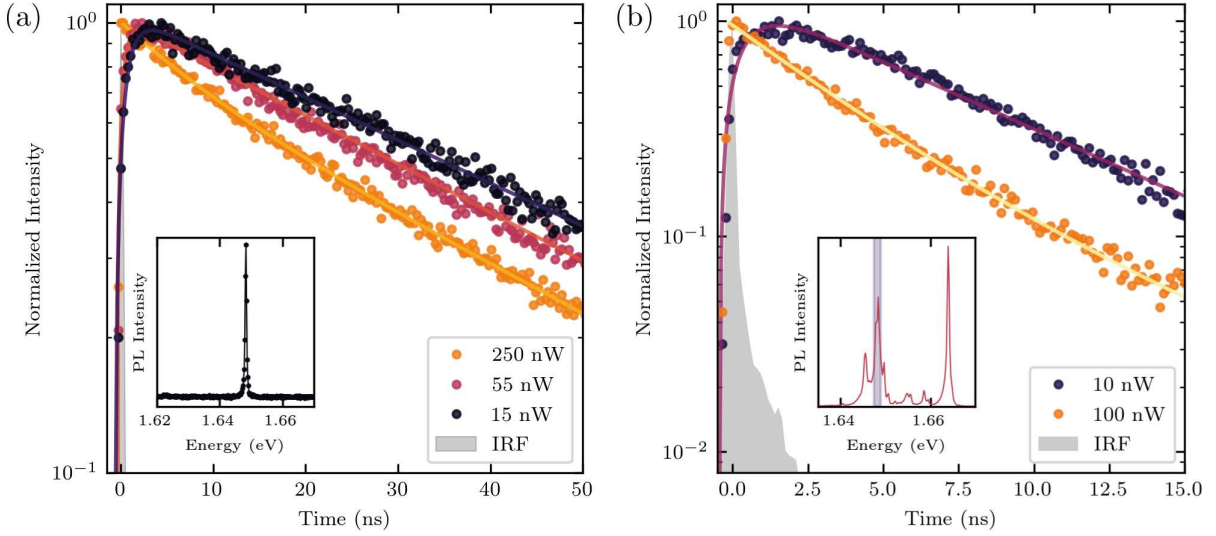 (a)
Normalized Intensity
10⁰
10⁻¹
PL Intensity
1.62
1.66
Energy (eV)
250 nW
55 nW
15 nW
IRF
0
10
20
30
40
50
Time (ns)
(b)
Normalized Intensity
10⁰
10⁻¹
10⁻²
PL Intensity
1.64
1.66
Energy (eV)
10 nW
100 nW
IRF
0.0
2.5
5.0
7.5
10.0
12.5
15.0
Time (ns)